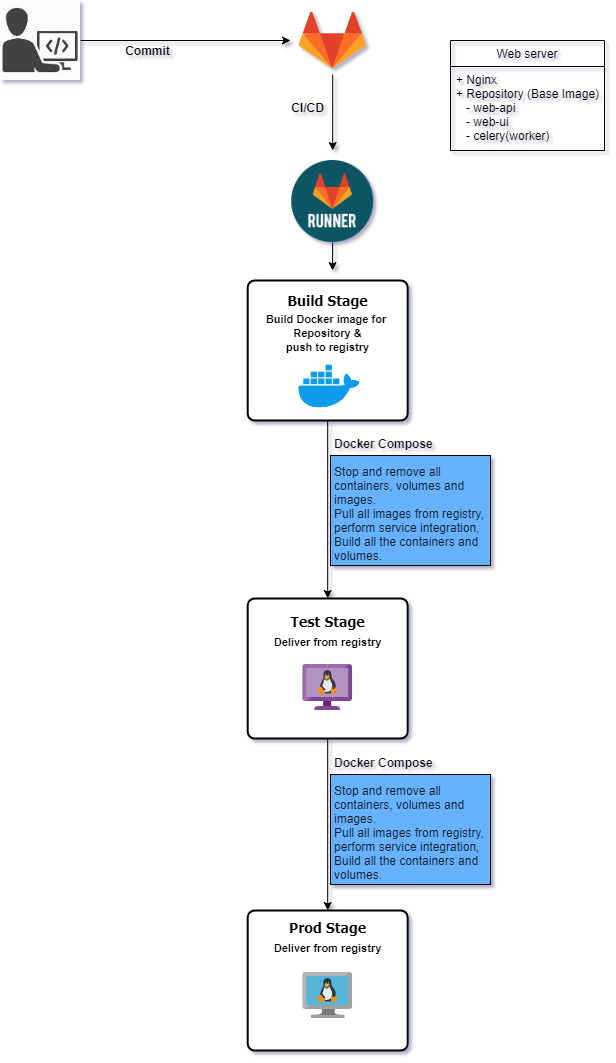 </>
Commit
Web server
+ Nginx
+ Repository (Base Image)
- web-api
- web-ui
- celery(worker)
CI/CD
RUNNER
Build Stage
Build Docker image for
Repository &
push to registry
Docker Compose
Stop and remove all
containers, volumes and
images.
Pull all images from registry,
perform service integration,
Build all the containers and
volumes.
Test Stage
Deliver from registry
Docker Compose
Stop and remove all
containers, volumes and
images.
Pull all images from registry,
perform service integration,
Build all the containers and
volumes.
Prod Stage
Deliver from registry